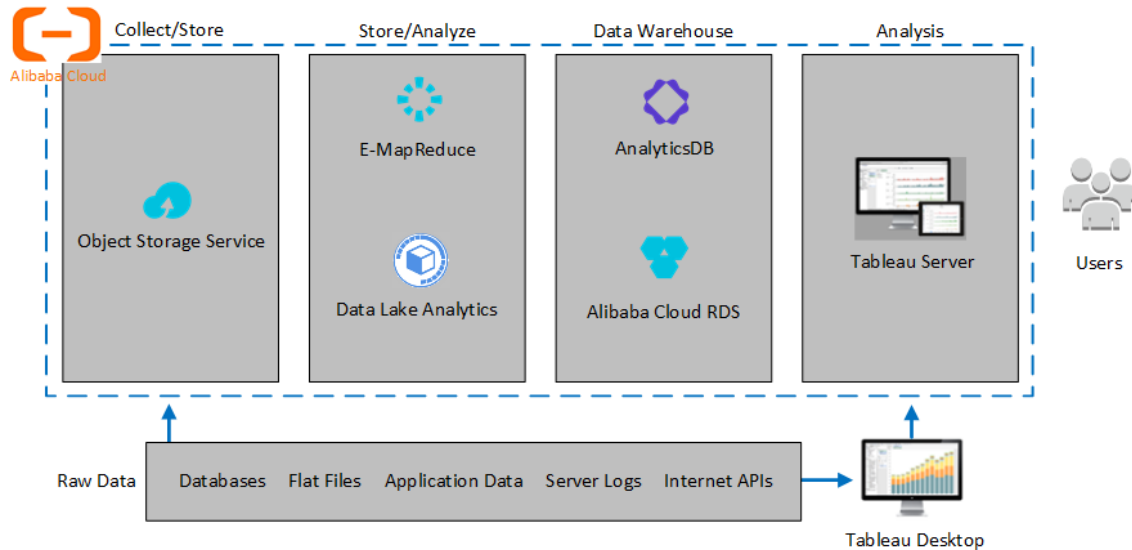 Collect/Store
Store/Analyze
Data Warehouse
Analysis
Alibaba Cloud
E-MapReduce
AnalyticsDB
Object Storage Service
Tableau Server
Users
Data Lake Analytics
Alibaba Cloud RDS
Raw Data
Databases
Flat Files
Application Data
Server Logs
Internet APIs
Tableau Desktop